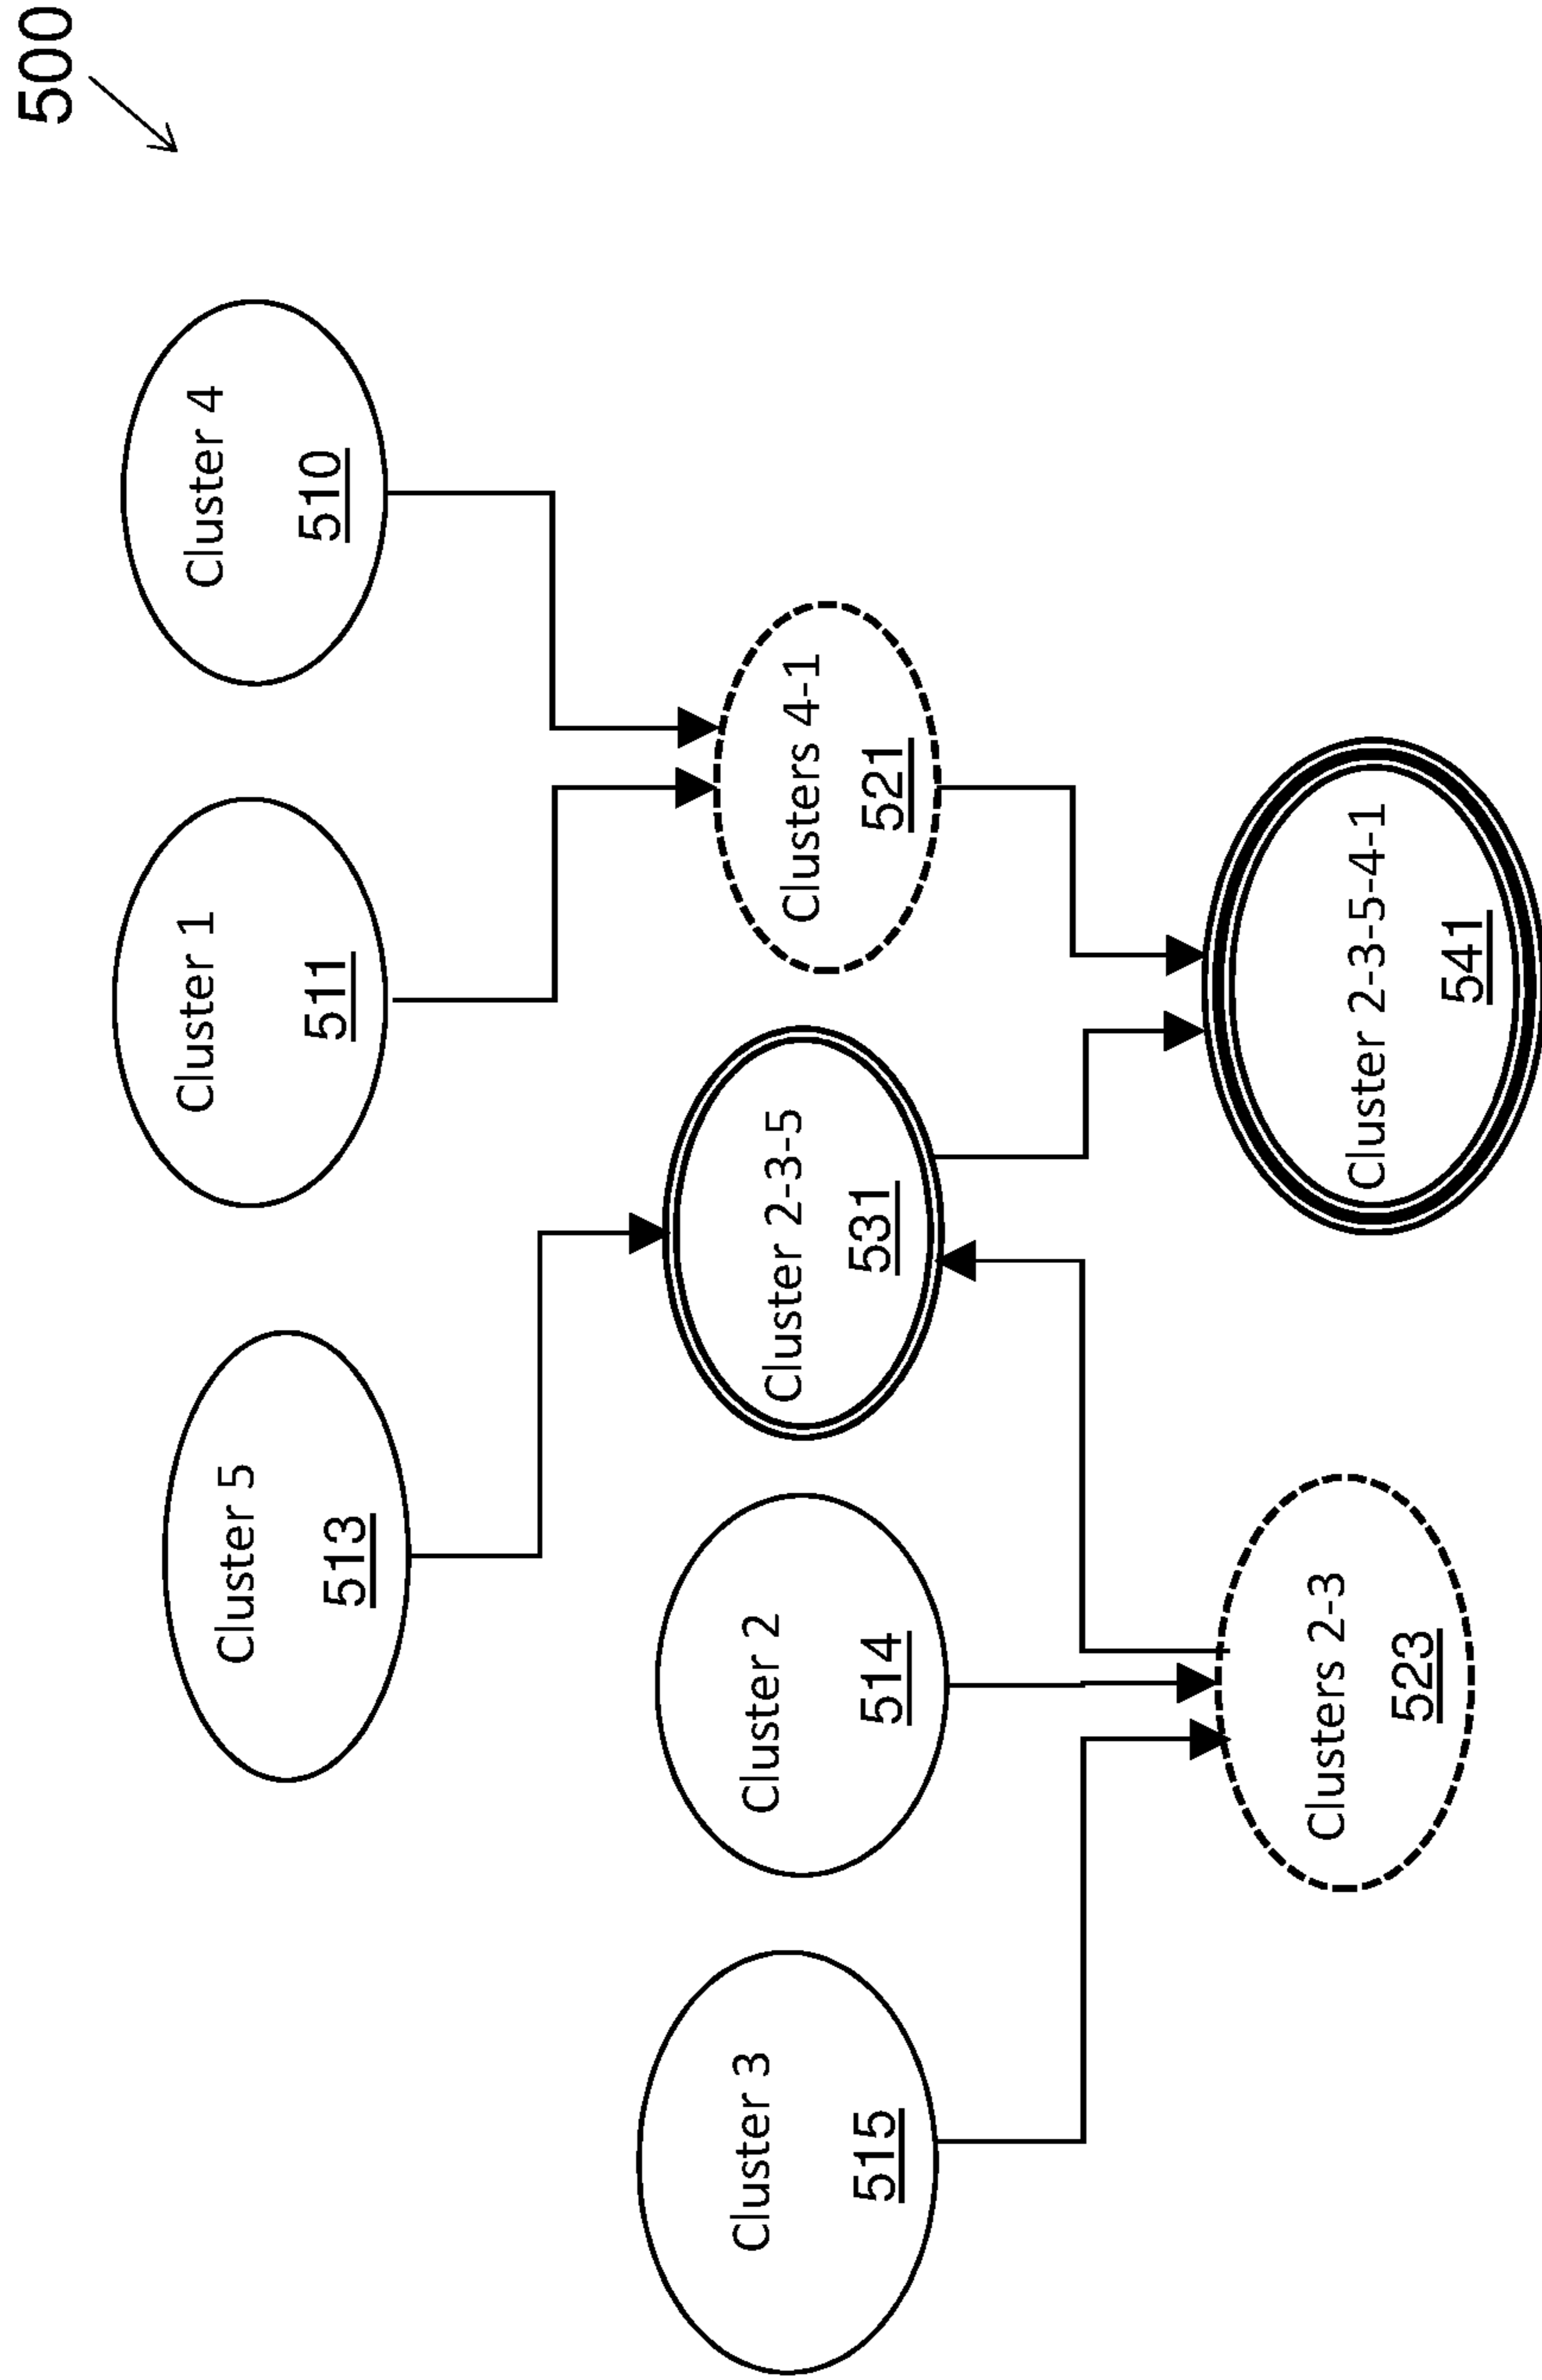 500
Cluster 5
513
Cluster 1
511
Cluster 4
510
Cluster 3
515
Cluster 2
514
Cluster 2-3-5
531
Clusters 4-1
521
Clusters 2-3
523
Cluster 2-3-5-4-1
541